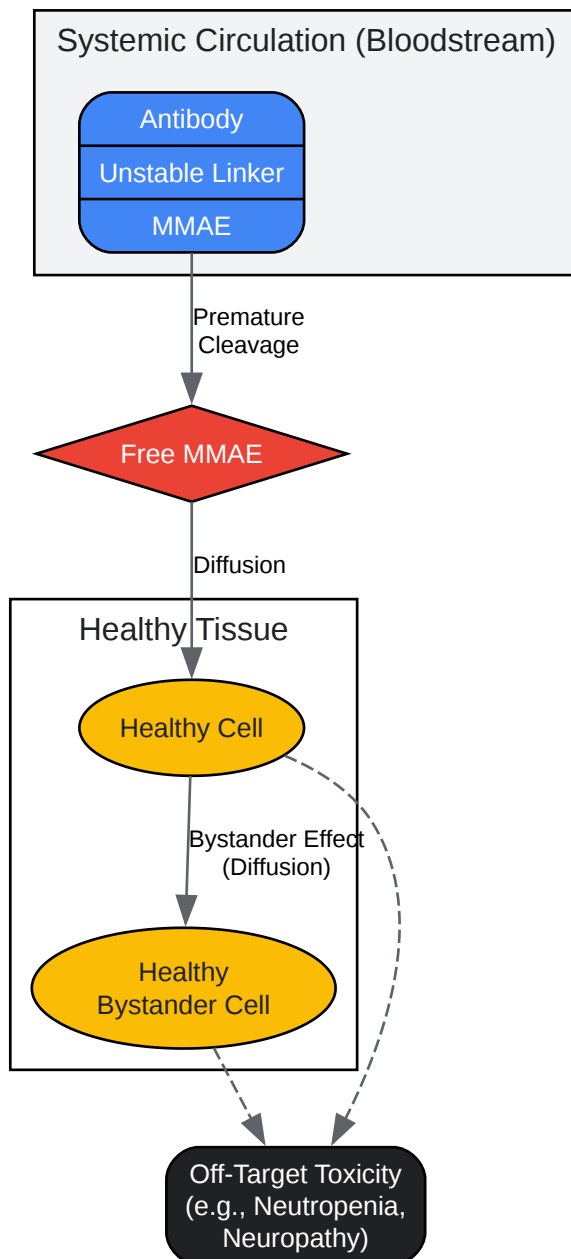 Systemic Circulation (Bloodstream)
Antibody
Unstable Linker
MMAE
Premature
Cleavage
Free MMAE
Diffusion
Healthy Tissue
Healthy Cell
Bystander Effect
(Diffusion)
Healthy
Bystander Cell
Off-Target Toxicity
(e.g., Neutropenia,
Neuropathy)